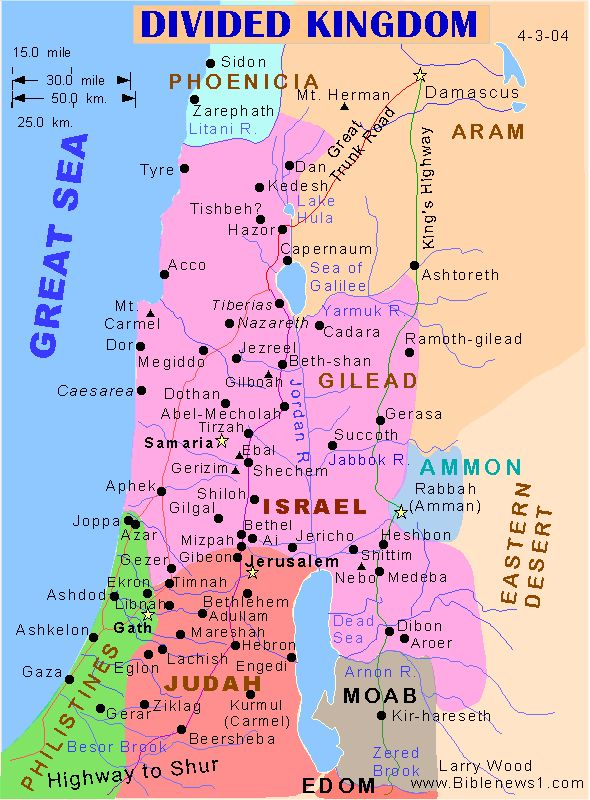 DIVIDED KINGDOM
4-3-04
15.0 mile
30.0 mile
50.0 km.
25.0 km.
Sidon
PHOENICIA
Mt. Herman
Damascus
Zarephath
Litani R.
Great
Trunk Road
ARAM
GREAT SEA
King's Highway
Tyre
Dan
Kedesh
Lake
Hula
Tishbeh?
Hazor
Capernaum
Sea of
Galilee
Ashtoreth
Acco
Mt.
Carmel
Tiberias
Yarmuk R.
Nazareth
Cadara
Dor
Megiddo
Jezreel
Beth-shan
Ramoth-gilead
Gilboah
GILEAD
Caesarea
Dothan
Abel-Mecholah
Jordan R.
Tirzah
Gerasa
Samaria
Succoth
Ebal
Gerizim
Shechem
Jabbok R.
AMMON
Rabbah
(Amman)
Aphek
Shiloh
Gilgal
ISRAEL
EASTERN
DESERT
Joppa
Azar
Bethel
Mizpah
Ai
Jericho
Heshbon
Gibeon
Jerusalem
Shittim
Gezer
Ekron
Timnah
Nebo
Medeba
Ashdod
Libnah
Bethlehem
Adullam
Gath
Ashkelon
Mareshah
Dead
Sea
Dibon
Aroer
Hebron
Lachish
Engedi
Eglon
Gaza
Arnon R.
PHILISTINES
JUDAH
MOAB
Gerar
Ziklag
Kurmul
(Carmel)
Kir-hareseth
Beersheba
Besor Brook
Zered
Brook
Highway to Shur
Larry Wood
EDOM
www.Biblenews1.com